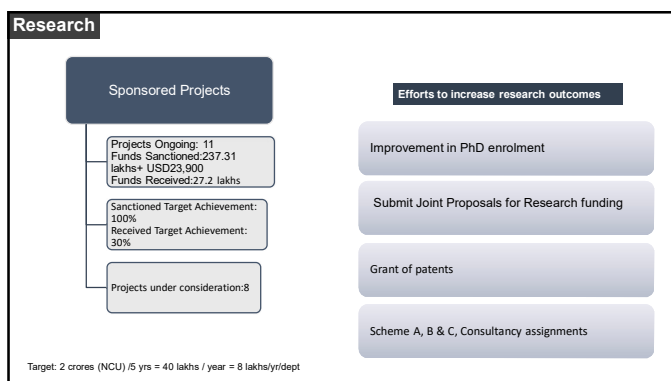 Research
Sponsored Projects
Projects Ongoing: 11
Funds Sanctioned:237.31
lakhs+ USD23,900
Funds Received:27.2 lakhs
Sanctioned Target Achievement:
100%
Received Target Achievement:
30%
Projects under consideration:8
Efforts to increase research outcomes
Improvement in PhD enrolment
Submit Joint Proposals for Research funding
Grant of patents
Scheme A, B & C, Consultancy assignments
Target: 2 crores (NCU) /5 yrs = 40 lakhs / year = 8 lakhs/yr/dept